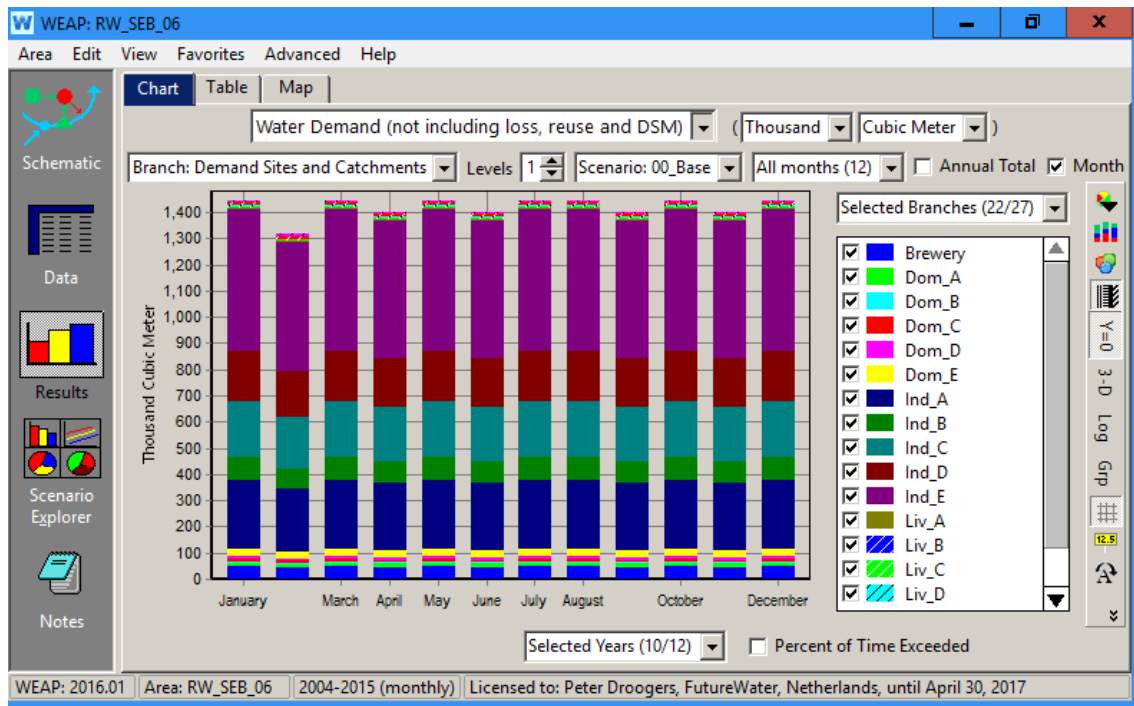 WEAP: RW_SEB_06
Area Edit View Favorites Advanced Help
Chart Table Map
Water Demand (not including loss, reuse and DSM) ( Thousand Cubic Meter )
Branch: Demand Sites and Catchments Levels 1 Scenario: 00_Base All months (12) Annual Total Month
Schematic
Data
Results
Scenario
Explorer
Notes
Thousand Cubic Meter
1,400
1,300
1,200
1,100
1,000
900
800
700
600
500
400
300
200
100
0
January March April May June July August October December
Selected Branches (22/27)
Brewery
Dom_A
Dom_B
Dom_C
Dom_D
Dom_E
Ind_A
Ind_B
Ind_C
Ind_D
Ind_E
Liv_A
Liv_B
Liv_C
Liv_D
Y=0
3-D
Log
Grp
12.5
A
Selected Years (10/12) Percent of Time Exceeded
WEAP: 2016.01 Area: RW_SEB_06 2004-2015 (monthly) Licensed to: Peter Droogers, FutureWater, Netherlands, until April 30, 2017